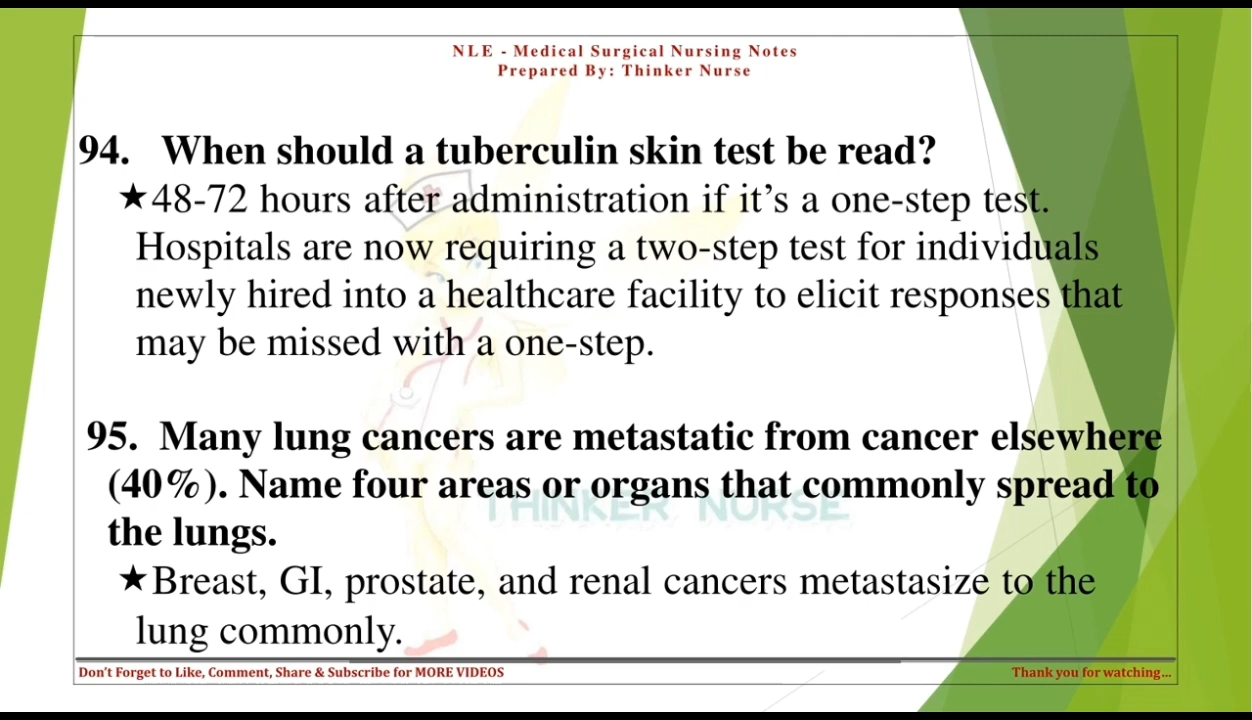 NLE - Medical Surgical Nursing Notes
Prepared By: Thinker Nurse
94. When should a tuberculin skin test be read?
★48-72 hours after administration if it’s a one-step test.
Hospitals are now requiring a two-step test for individuals
newly hired into a healthcare facility to elicit responses that
may be missed with a one-step.
95. Many lung cancers are metastatic from cancer elsewhere
(40%). Name four areas or organs that commonly spread to
THINKER NURSE
the lungs.
★Breast, GI, prostate, and renal cancers metastasize to the
lung commonly.
Don’t Forget to Like, Comment, Share & Subscribe for MORE VIDEOS
Thank you for watching...